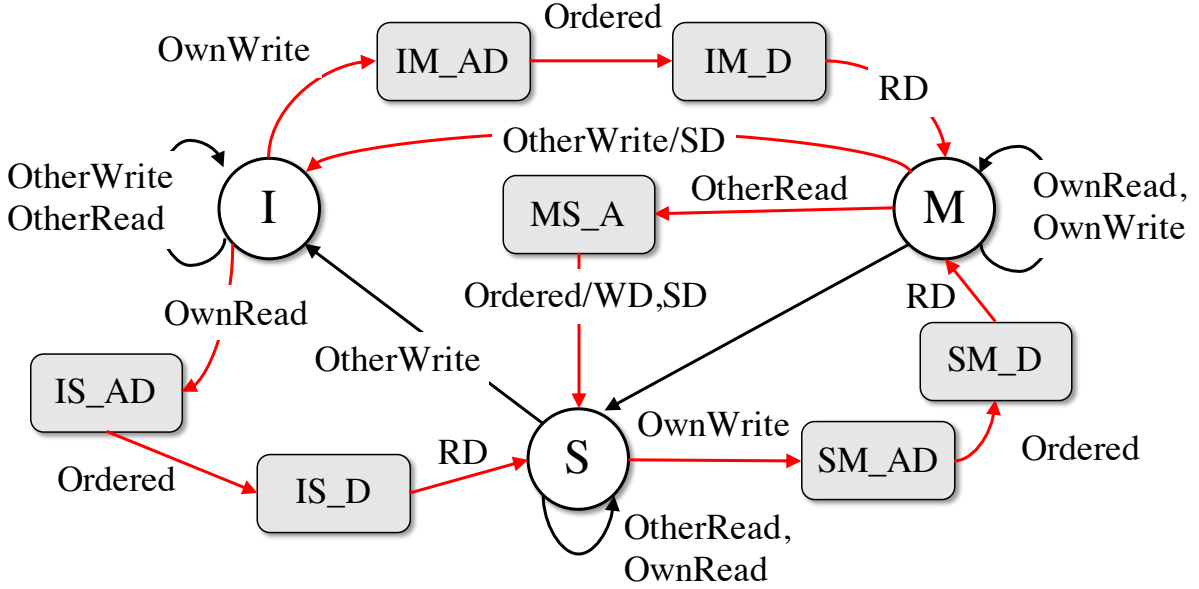 Ordered
OwnWrite
IM_AD
IM_D
RD
OtherWrite/SD
OtherWrite
OtherRead
I
OtherRead
MS_A
M
OwnRead,
OwnWrite
Ordered/WD,SD
RD
OwnRead
OtherWrite
SM_D
IS_AD
OwnWrite
Ordered
RD
S
SM_AD
Ordered
IS_D
OtherRead,
OwnRead